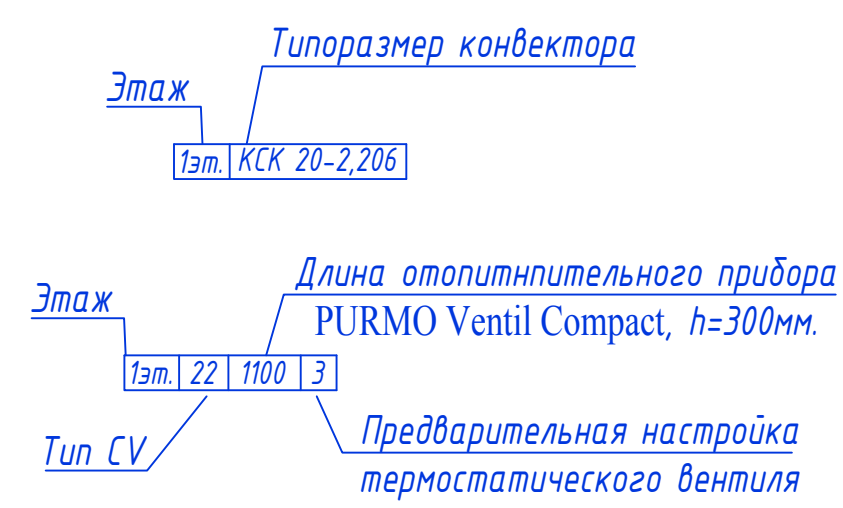 Типоразмер конвектора
Этаж
1эт. КСК 20-2,206
Длина отопитнпительного прибора
Этаж
PURMO Ventil Compact, h=300мм.
1эт. 22 1100 3
Предварительная настройка
Тип CV
термостатического вентиля